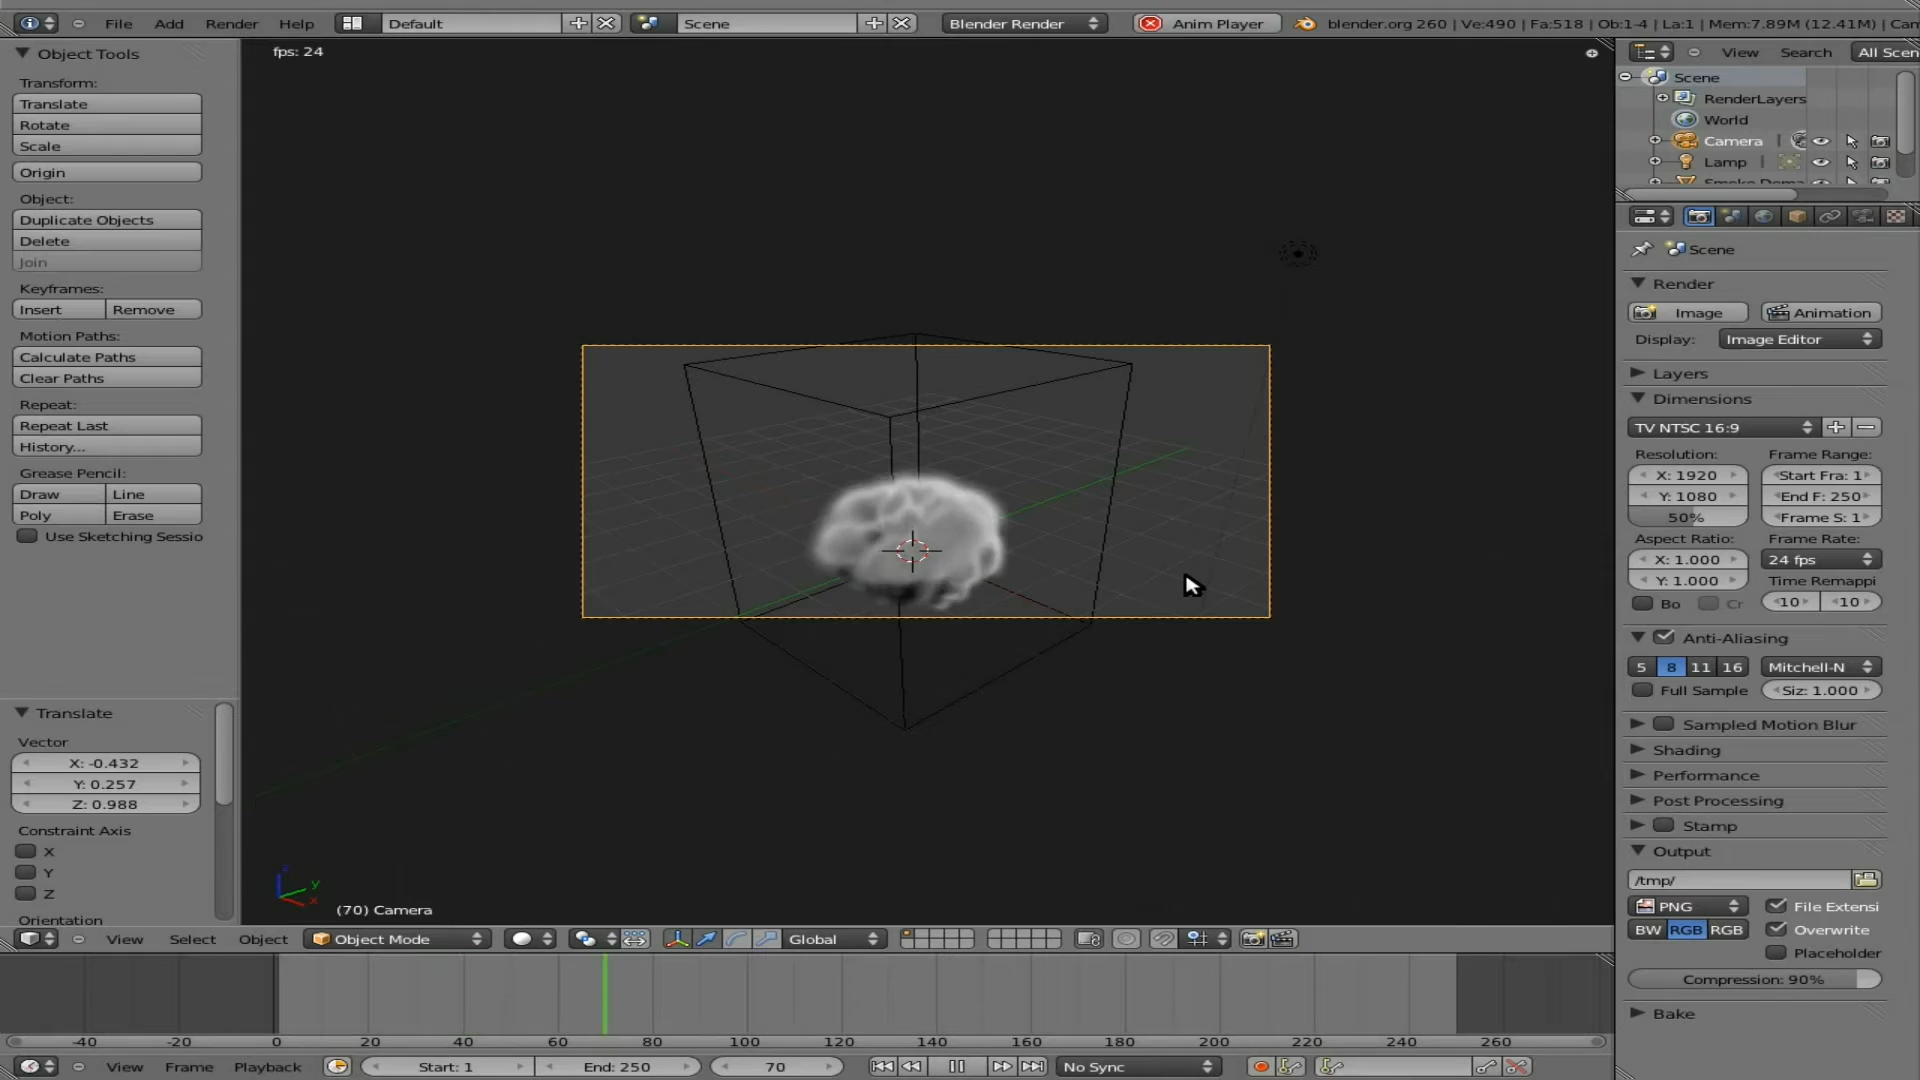 File Add Render Help Default Scene Blender Render Anim Player blender.org 260 | Ve:490 | Fa:518 | Ob:1-4 | La:1 | Mem:7.89M (12.41M) | Cam
Object Tools
Transform:
Translate
Rotate
Scale
Origin
Object:
Duplicate Objects
Delete
Join
Keyframes:
Insert Remove
Motion Paths:
Calculate Paths
Clear Paths
Repeat:
Repeat Last
History...
Grease Pencil:
Draw Line
Poly Erase
Use Sketching Sessio
Translate
Vector
X: -0.432
Y: 0.257
Z: 0.988
Constraint Axis
X
Y
Z
Orientation
fps: 24
(70) Camera
View Select Object Object Mode Global
-40 -20 0 20 40 60 80 100 120 140 160 180 200 220 240 260
View Frame Playback Start: 1 End: 250 70 No Sync
View Search All Scen
Scene
RenderLayers
World
Camera
Lamp
Smoke Doma
Scene
Render
Image Animation
Display: Image Editor
Layers
Dimensions
TV NTSC 16:9
Resolution: Frame Range:
X: 1920 Start Fra: 1
Y: 1080 End F: 250
50% Frame S: 1
Aspect Ratio: Frame Rate:
X: 1.000 24 fps
Y: 1.000 Time Remappi
Bo Cr 10 10
Anti-Aliasing
5 8 11 16 Mitchell-N
Full Sample Siz: 1.000
Sampled Motion Blur
Shading
Performance
Post Processing
Stamp
Output
/tmp/
PNG File Extensi
BW RGB RGB Overwrite
Placeholder
Compression: 90%
Bake